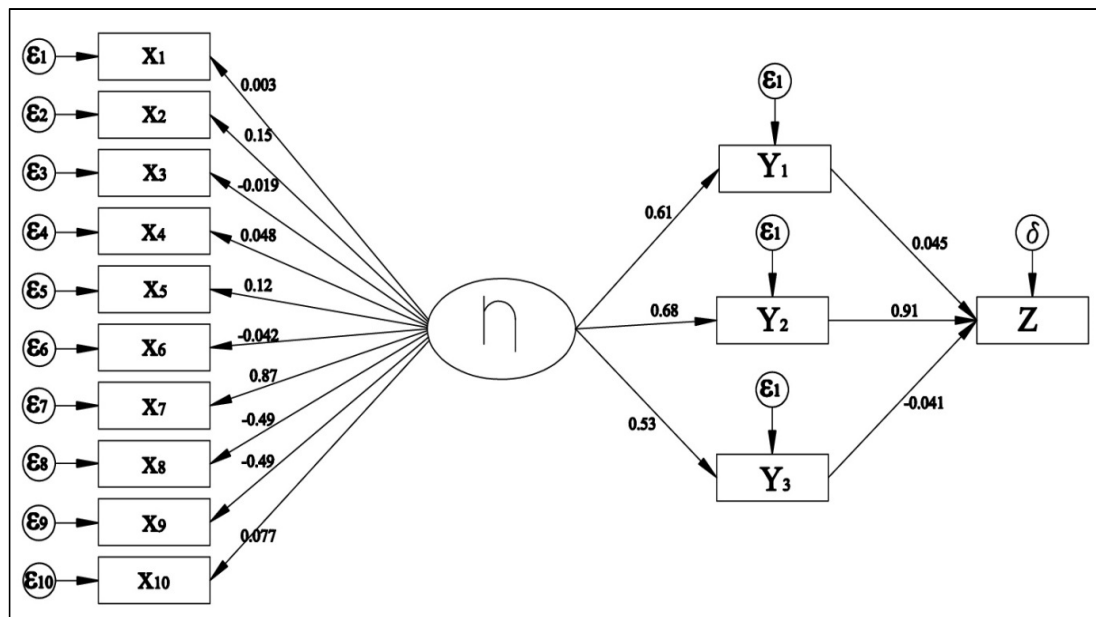 ε1
X1
0.003
ε2
X2
0.15
ε3
X3
-0.019
ε4
X4
0.048
ε5
X5
0.12
ε6
X6
-0.042
ε7
X7
0.87
ε8
X8
-0.49
ε9
X9
-0.49
ε10
X10
0.077
η
0.61
0.68
0.53
ε1
Y1
ε1
Y2
ε1
Y3
0.045
0.91
-0.041
δ
Z